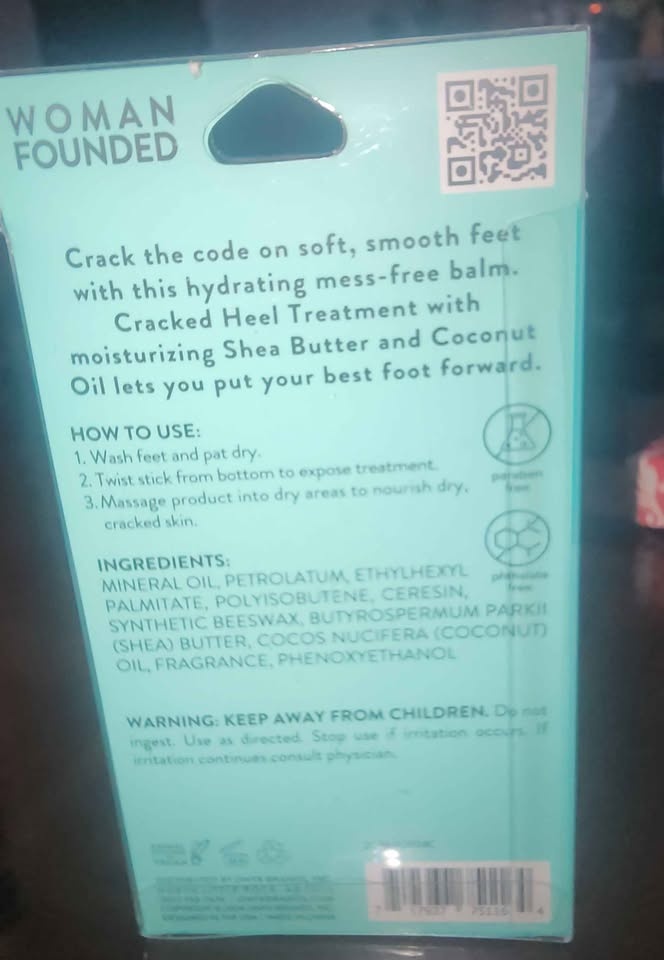 WOMAN
FOUNDED
Crack the code on soft, smooth feet
with this hydrating mess-free balm.
Cracked Heel Treatment with
moisturizing Shea Butter and Coconut
Oil lets you put your best foot forward.
HOW TO USE:
1. Wash feet and pat dry.
2. Twist stick from bottom to expose treatment.
3. Massage product into dry areas to nourish dry,
cracked skin.
paraben
free
INGREDIENTS:
MINERAL OIL, PETROLATUM, ETHYLHEXYL
PALMITATE, POLYISOBUTENE, CERESIN,
SYNTHETIC BEESWAX, BUTYROSPERMUM PARKII
(SHEA) BUTTER, COCOS NUCIFERA (COCONUT)
OIL, FRAGRANCE, PHENOXYETHANOL
phthalate
free
WARNING: KEEP AWAY FROM CHILDREN. Do not
ingest. Use as directed. Stop use if irritation occurs. If
irritation continues consult physician.